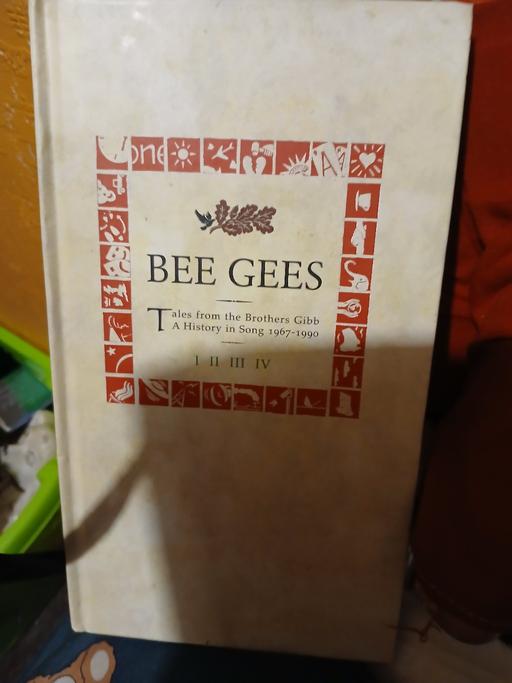 one
BEE GEES
Tales from the Brothers Gibb
A History in Song 1967-1990
I II III IV